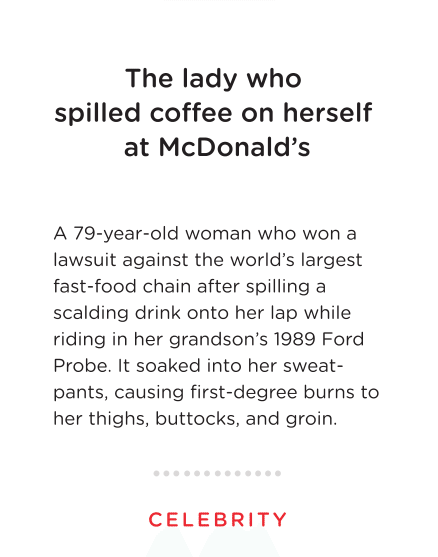 The lady who
spilled coffee on herself
at McDonald’s
A 79-year-old woman who won a
lawsuit against the world’s largest
fast-food chain after spilling a
scalding drink onto her lap while
riding in her grandson’s 1989 Ford
Probe. It soaked into her sweat-
pants, causing first-degree burns to
her thighs, buttocks, and groin.
CELEBRITY